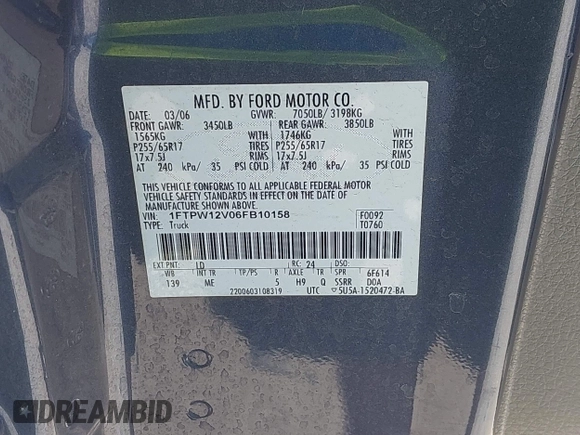 MFD. BY FORD MOTOR CO.
DATE: 03/06 GVWR: 7050LB/ 3198KG
FRONT GAWR: 3450LB REAR GAWR: 3850LB
1565KG WITH 1746KG WITH
P255/65R17 TIRES P255/65R17 TIRES
17x7.5J RIMS 17x7.5J RIMS
AT 240 kPa/ 35 PSI COLD AT 240 kPa/ 35 PSI COLD
THIS VEHICLE CONFORMS TO ALL APPLICABLE FEDERAL MOTOR
VEHICLE SAFETY STANDARDS IN EFFECT ON THE DATE OF
MANUFACTURE SHOWN ABOVE.
VIN: 1FTPW12V06FB10158 F0092
TYPE: Truck T0760
EXT PNT: LD RC: 24 DSO:
WB INT TR TP/PS R AXLE TR SPR 6F614
139 ME 5 H9 Q SSRR DOA
2200603108319 UTC ▽5U5A-1520472-BA
DREAMBID